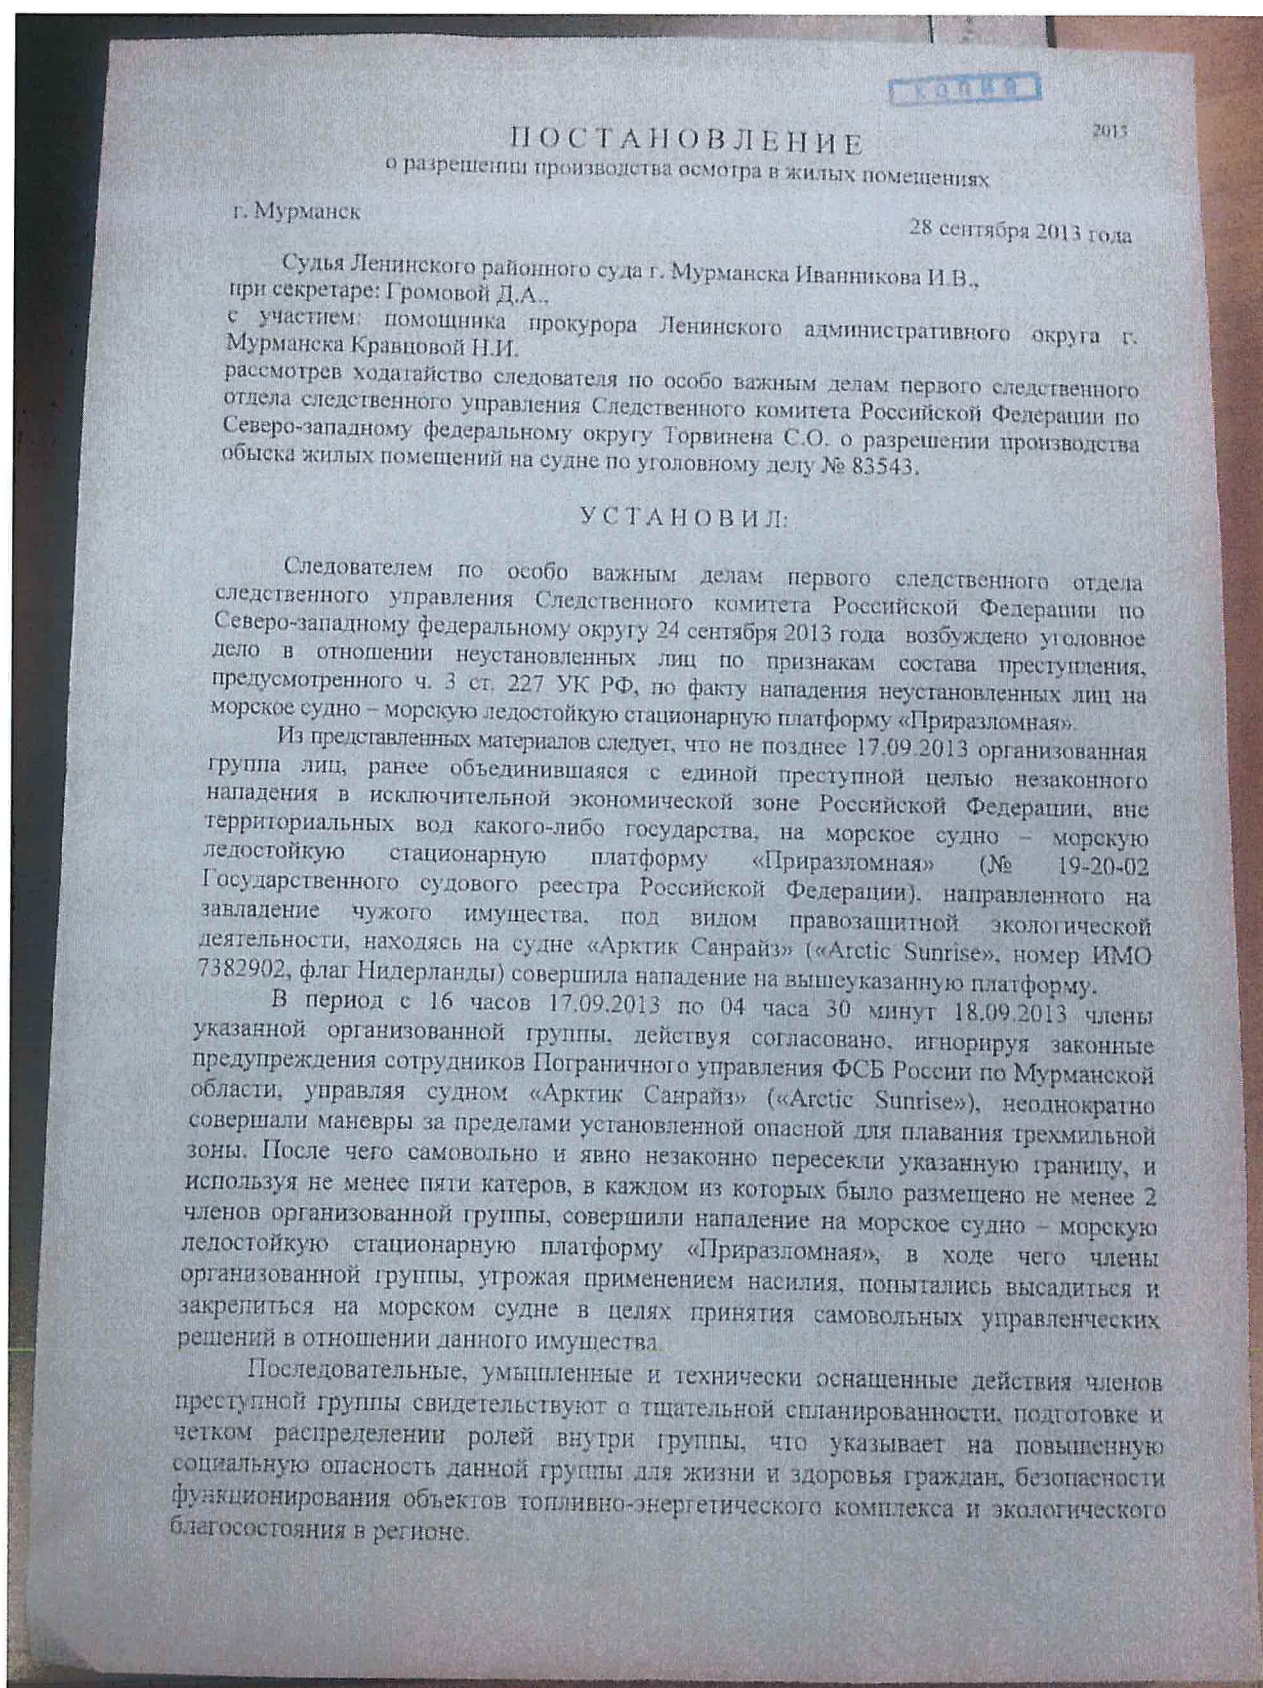 КОПИЯ
2013
ПОСТАНОВЛЕНИЕ
о разрешении производства осмотра в жилых помещениях
г. Мурманск
28 сентября 2013 года
Судья Ленинского районного суда г. Мурманска Иванникова И.В.,
при секретаре: Громовой Д.А.,
с участием: помощника прокурора Ленинского административного округа г.
Мурманска Кравцовой Н.И.
рассмотрев ходатайство следователя по особо важным делам первого следственного
отдела следственного управления Следственного комитета Российской Федерации по
Северо-западному федеральному округу Торвинена С.О. о разрешении производства
обыска жилых помещений на судне по уголовному делу № 83543.
УСТАНОВИЛ:
Следователем по особо важным делам первого следственного отдела
следственного управления Следственного комитета Российской Федерации по
Северо-западному федеральному округу 24 сентября 2013 года возбуждено уголовное
дело в отношении неустановленных лиц по признакам состава преступления,
предусмотренного ч. 3 ст. 227 УК РФ, по факту нападения неустановленных лиц на
морское судно – морскую ледостойкую стационарную платформу «Приразломная».
Из представленных материалов следует, что не позднее 17.09.2013 организованная
группа лиц, ранее объединившаяся с единой преступной целью незаконного
нападения в исключительной экономической зоне Российской Федерации, вне
территориальных вод какого-либо государства, на морское судно – морскую
ледостойкую стационарную платформу «Приразломная» (№ 19-20-02
Государственного судового реестра Российской Федерации), направленного на
завладение чужого имущества, под видом правозащитной экологической
деятельности, находясь на судне «Арктик Санрайз» («Arctic Sunrise», номер ИМО
7382902, флаг Нидерланды) совершила нападение на вышеуказанную платформу.
В период с 16 часов 17.09.2013 по 04 часа 30 минут 18.09.2013 члены
указанной организованной группы, действуя согласовано, игнорируя законные
предупреждения сотрудников Пограничного управления ФСБ России по Мурманской
области, управляя судном «Арктик Санрайз» («Arctic Sunrise»), неоднократно
совершали маневры за пределами установленной опасной для плавания трехмильной
зоны. После чего самовольно и явно незаконно пересекли указанную границу, и
используя не менее пяти катеров, в каждом из которых было размещено не менее 2
членов организованной группы, совершили нападение на морское судно – морскую
ледостойкую стационарную платформу «Приразломная», в ходе чего члены
организованной группы, угрожая применением насилия, попытались высадиться и
закрепиться на морском судне в целях принятия самовольных управленческих
решений в отношении данного имущества.
Последовательные, умышленные и технически оснащенные действия членов
преступной группы свидетельствуют о тщательной спланированности, подготовке и
четком распределении ролей внутри группы, что указывает на повышенную
социальную опасность данной группы для жизни и здоровья граждан, безопасности
функционирования объектов топливно-энергетического комплекса и экологического
благосостояния в регионе.